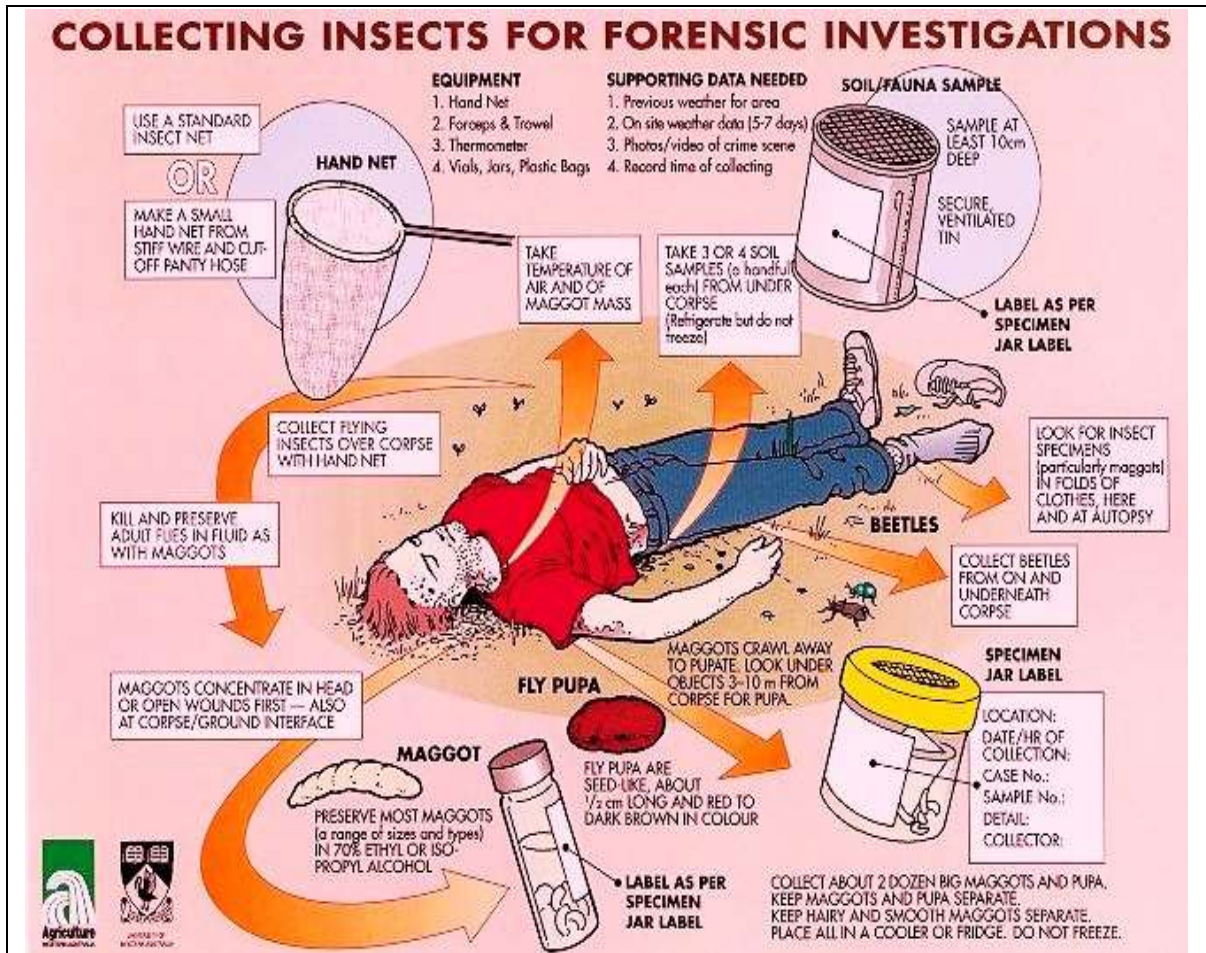 COLLECTING INSECTS FOR FORENSIC INVESTIGATIONS
EQUIPMENT
1. Hand Net
2. Forceps & Trowel
3. Thermometer
4. Vials, Jars, Plastic Bags
SUPPORTING DATA NEEDED
1. Previous weather for area
2. On site weather data (5-7 days)
3. Photos/video of crime scene
4. Record time of collecting
SOIL/FAUNA SAMPLE
SAMPLE AT
LEAST 10cm
DEEP
SECURE,
VENTILATED
TIN
LABEL AS PER
SPECIMEN
JAR LABEL
USE A STANDARD
INSECT NET
OR
MAKE A SMALL
HAND NET FROM
STIFF WIRE AND CUT-
OFF PANTY HOSE
HAND NET
TAKE
TEMPERATURE OF
AIR AND OF
MAGGOT MASS
TAKE 3 OR 4 SOIL
SAMPLES (a handful
each) FROM UNDER
CORPSE
(Refrigerate but do not
freeze)
COLLECT FLYING
INSECTS OVER CORPSE
WITH HAND NET
LOOK FOR INSECT
SPECIMENS
(particularly maggots)
IN FOLDS OF
CLOTHES, HERE
AND AT AUTOPSY
KILL AND PRESERVE
ADULT FLIES IN FLUID AS
WITH MAGGOTS
BEETLES
COLLECT BEETLES
FROM ON AND
UNDERNEATH
CORPSE
MAGGOTS CONCENTRATE IN HEAD
OR OPEN WOUNDS FIRST — ALSO
AT CORPSE/GROUND INTERFACE
FLY PUPA
MAGGOTS CRAWL AWAY
TO PUPATE. LOOK UNDER
OBJECTS 3-10 m FROM
CORPSE FOR PUPA.
FLY PUPA ARE
SEED-LIKE, ABOUT
1/2 cm LONG AND RED TO
DARK BROWN IN COLOUR
SPECIMEN
JAR LABEL
LOCATION:
DATE/HR OF
COLLECTION:
CASE No.:
SAMPLE No.:
DETAIL:
COLLECTOR:
MAGGOT
PRESERVE MOST MAGGOTS
(a range of sizes and types)
IN 70% ETHYL OR ISO-
PROPYL ALCOHOL
LABEL AS PER
SPECIMEN
JAR LABEL
COLLECT ABOUT 2 DOZEN BIG MAGGOTS AND PUPA.
KEEP MAGGOTS AND PUPA SEPARATE.
KEEP HAIRY AND SMOOTH MAGGOTS SEPARATE.
PLACE ALL IN A COOLER OR FRIDGE. DO NOT FREEZE.
Agriculture
WESTERN AUSTRALIA
UNIVERSITY OF
WESTERN AUSTRALIA